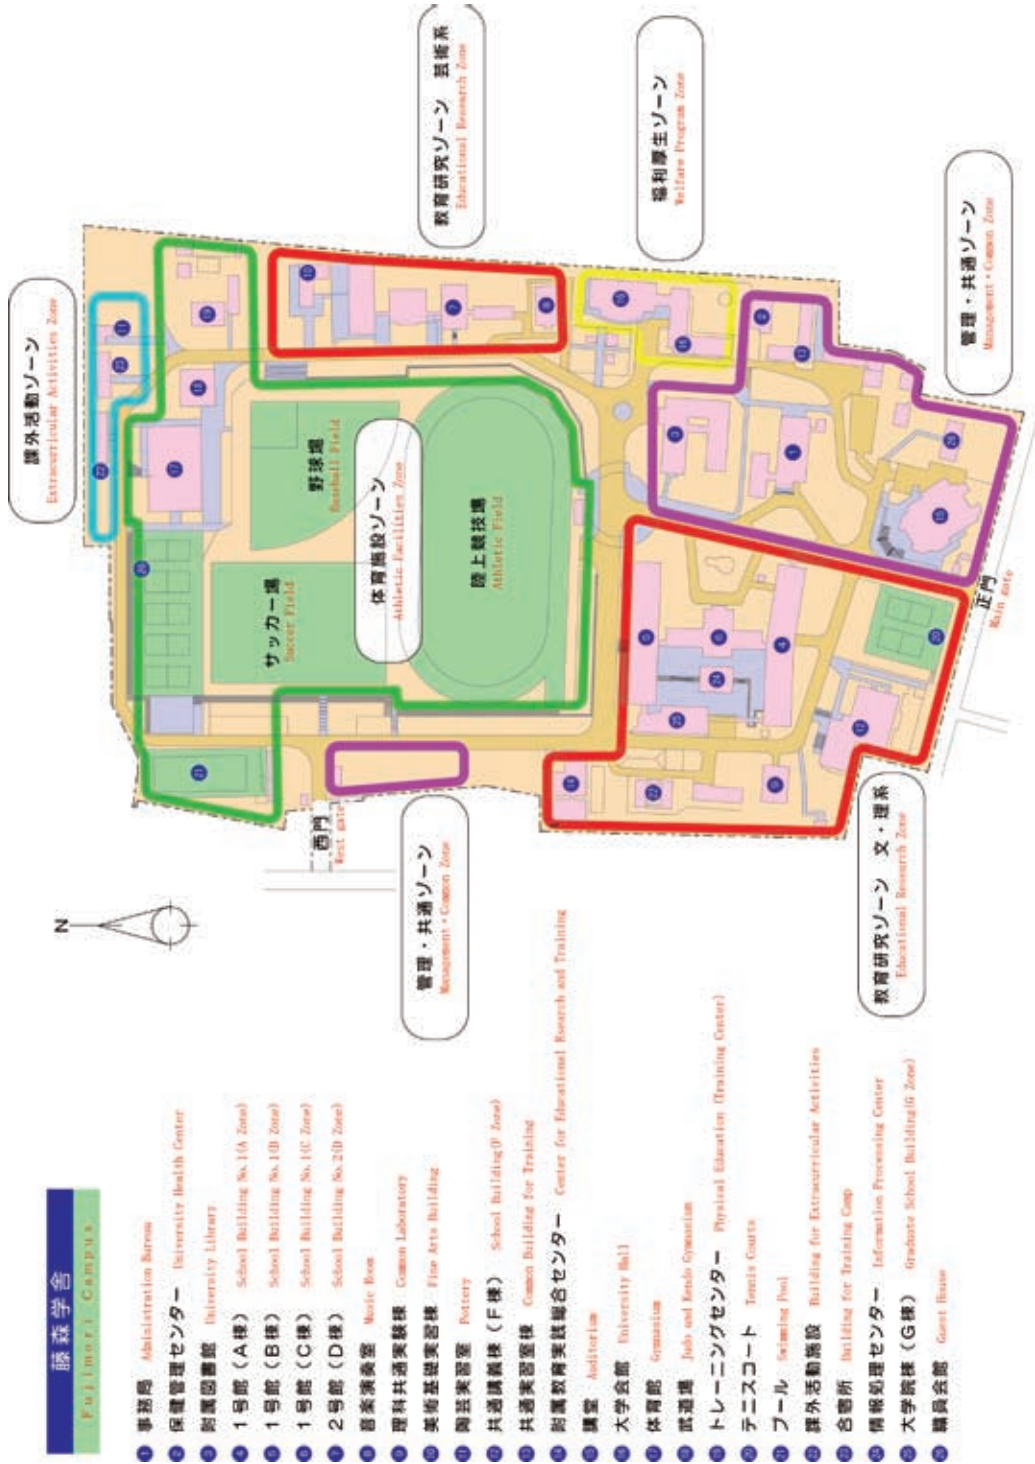 藤森学舎
Fujimori Campus
1 事務局 Administration Bureau
2 保健管理センター University Health Center
3 附属図書館 University Library
4 1号館（A棟） School Building No.1(A Zone)
5 1号館（B棟） School Building No.1(B Zone)
6 1号館（C棟） School Building No.1(C Zone)
7 2号館（D棟） School Building No.2(D Zone)
8 音楽演奏室 Music Room
9 理科共通実験棟 Common Laboratory
10 美術基礎実習棟 Fine Arts Building
11 陶芸実習室 Pottery
12 共通講義棟（F棟） School Building(F Zone)
13 共通実習室棟 Common Building for Training
14 附属教育実践総合センター Center for Educational Research and Training
15 講堂 Auditorium
16 大学会館 University Hall
17 体育館 Gymnasium
18 武道場 Judo and Kendo Gymnasium
19 トレーニングセンター Physical Education (Training Center)
20 テニスコート Tennis Courts
21 プール Swimming Pool
22 課外活動施設 Building for Extracurricular Activities
23 合宿所 Building for Training Camp
24 情報処理センター Information Processing Center
25 大学院棟（G棟） Graduate School Building(G Zone)
26 職員会館 Guest House
N
課外活動ゾーン
Extracurricular Activities Zone
教育研究ゾーン 芸術系
Educational Research Zone
福利厚生ゾーン
Welfare Program Zone
管理・共通ゾーン
Management・Common Zone
体育施設ゾーン
Athletic Facilities Zone
野球場
Baseball Field
サッカー場
Soccer Field
陸上競技場
Athletic Field
西門
West gate
管理・共通ゾーン
Management・Common Zone
教育研究ゾーン 文・理系
Educational Research Zone
正門
Main gate